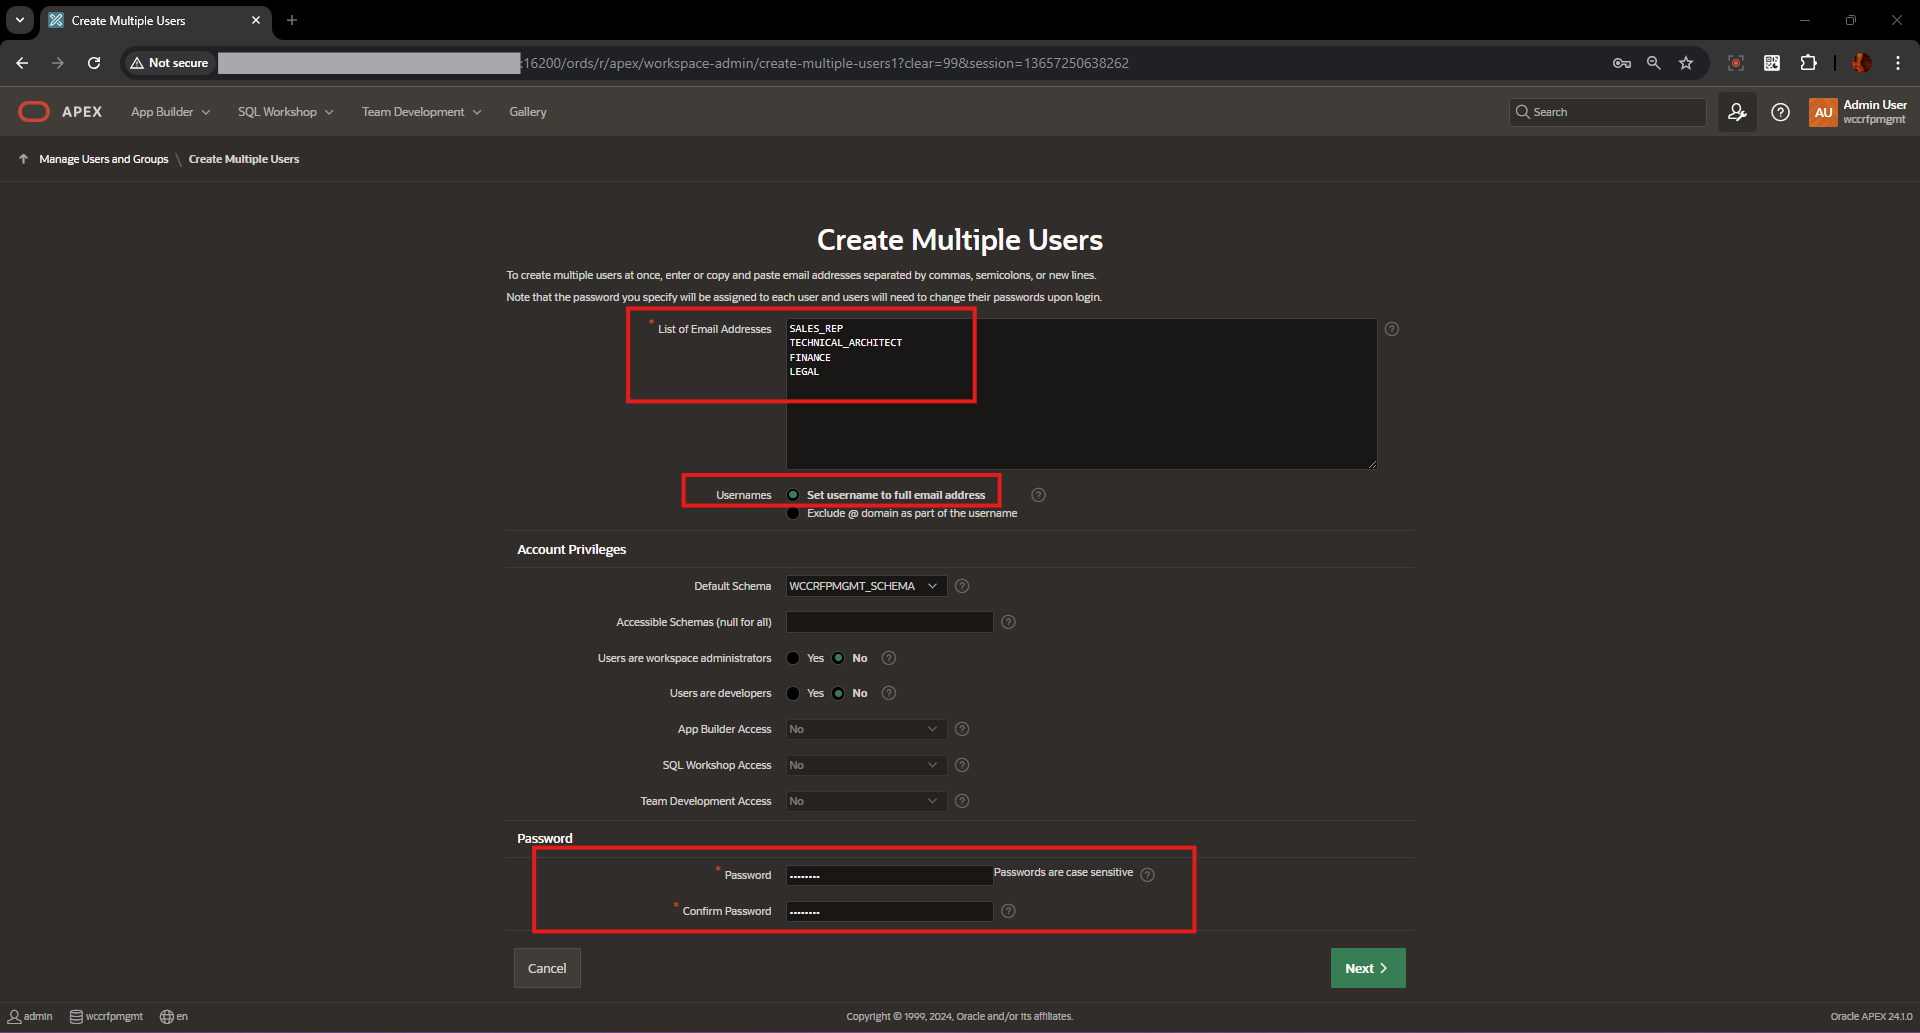 Create Multiple Users
Not secure
:16200/ords/r/apex/workspace-admin/create-multiple-users1?clear=99&session=13657250638262
APEX
App Builder
SQL Workshop
Team Development
Gallery
Search
AU
Admin User
wccrfpmgmt
Manage Users and Groups \ Create Multiple Users
Create Multiple Users
To create multiple users at once, enter or copy and paste email addresses separated by commas, semicolons, or new lines.
Note that the password you specify will be assigned to each user and users will need to change their passwords upon login.
* List of Email Addresses
SALES_REP
TECHNICAL_ARCHITECT
FINANCE
LEGAL
Usernames
Set username to full email address
Exclude @ domain as part of the username
Account Privileges
Default Schema WCCRFPMGMT_SCHEMA
Accessible Schemas (null for all)
Users are workspace administrators Yes No
Users are developers Yes No
App Builder Access No
SQL Workshop Access No
Team Development Access No
Password
* Password •••••••• Passwords are case sensitive
* Confirm Password ••••••••
Cancel
Next
admin
wccrfpmgmt
en
Copyright © 1999, 2024, Oracle and/or its affiliates.
Oracle APEX 24.1.0